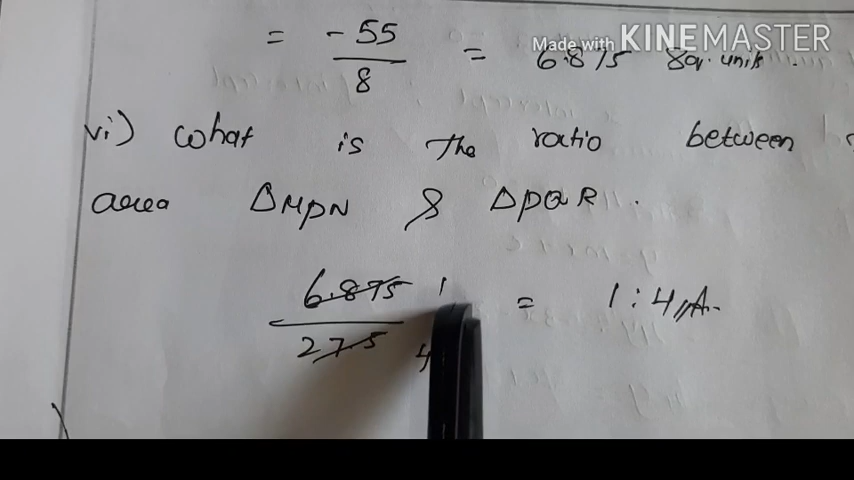 = -55/8 = 6.875 sq. units.
Made with KINEMASTER
vi) What is the ratio between
area ΔMPN & ΔPQR.
6.875/27.5 1/4 = 1:4